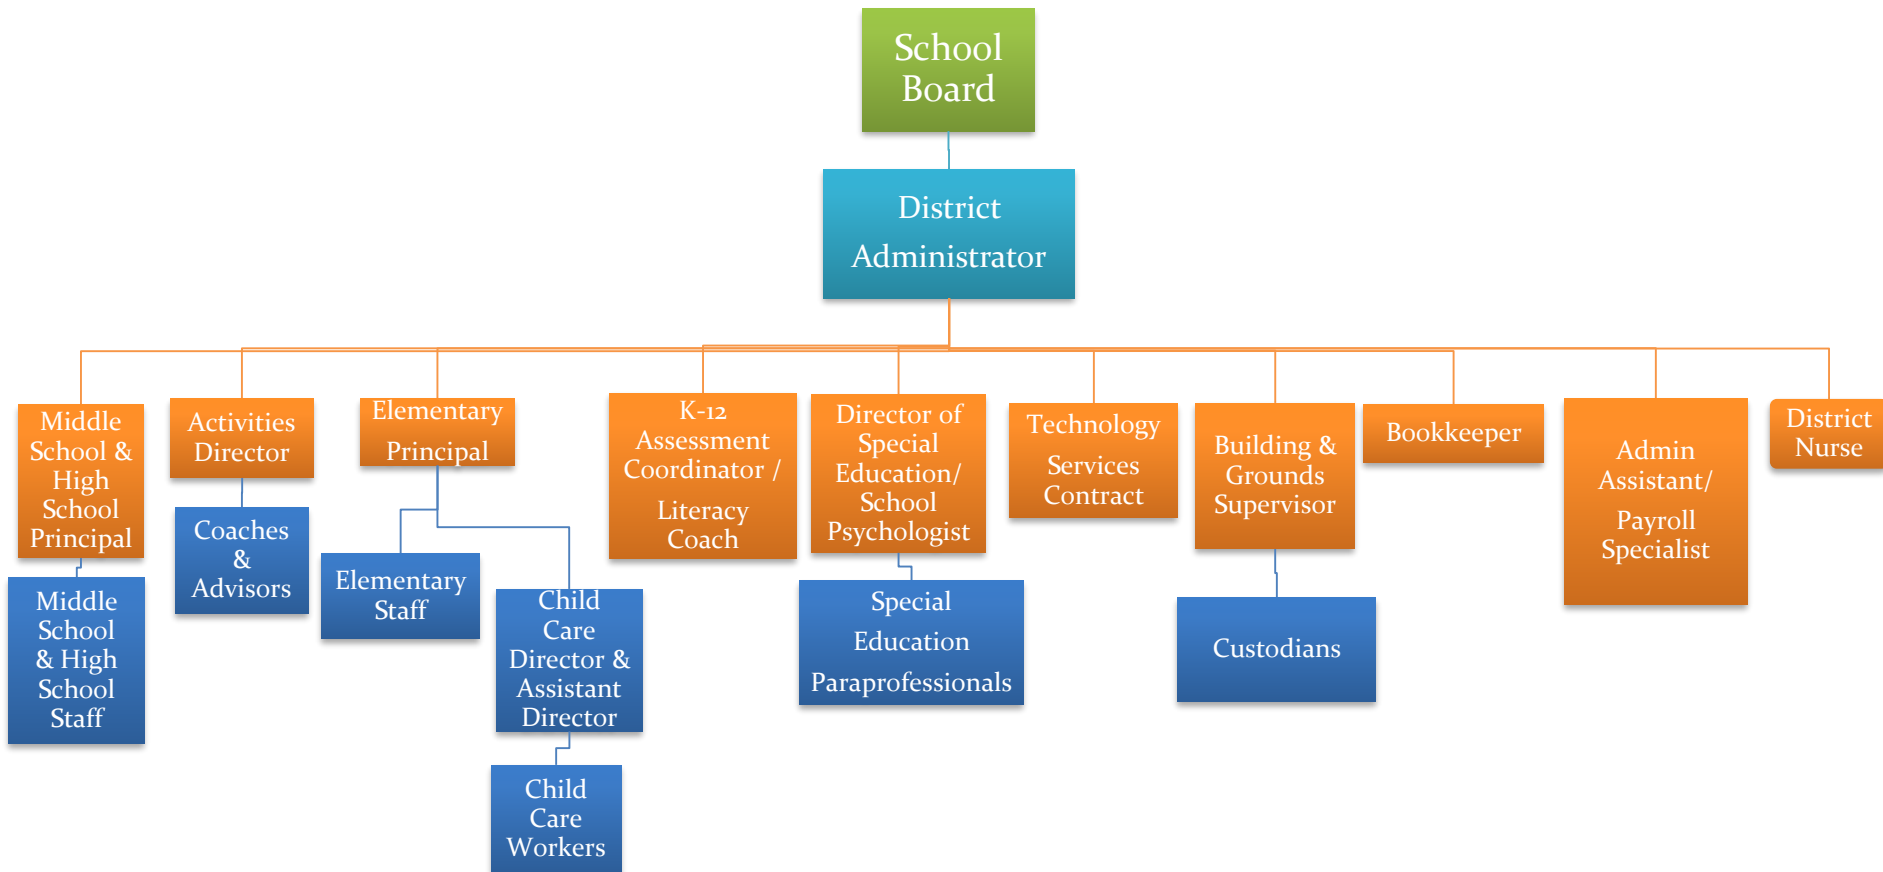 School
Board
District
Administrator
Middle
School &
High
School
Principal
Activities
Director
Elementary
Principal
K-12
Assessment
Coordinator /
Literacy
Coach
Director of
Special
Education/
School
Psychologist
Technology
Services
Contract
Building &
Grounds
Supervisor
Bookkeeper
Admin
Assistant/
Payroll
Specialist
District
Nurse
Middle
School
& High
School
Staff
Coaches
&
Advisors
Elementary
Staff
Child
Care
Director &
Assistant
Director
Special
Education
Paraprofessionals
Custodians
Child
Care
Workers